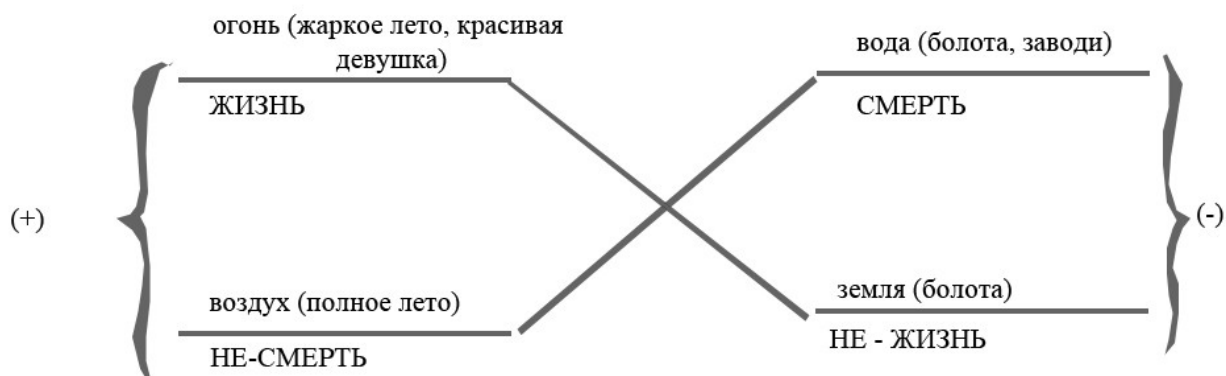 огонь (жаркое лето, красивая
девушка)
ЖИЗНЬ
вода (болота, заводи)
СМЕРТЬ
(+)
(-)
воздух (полное лето)
НЕ-СМЕРТЬ
земля (болота)
НЕ - ЖИЗНЬ